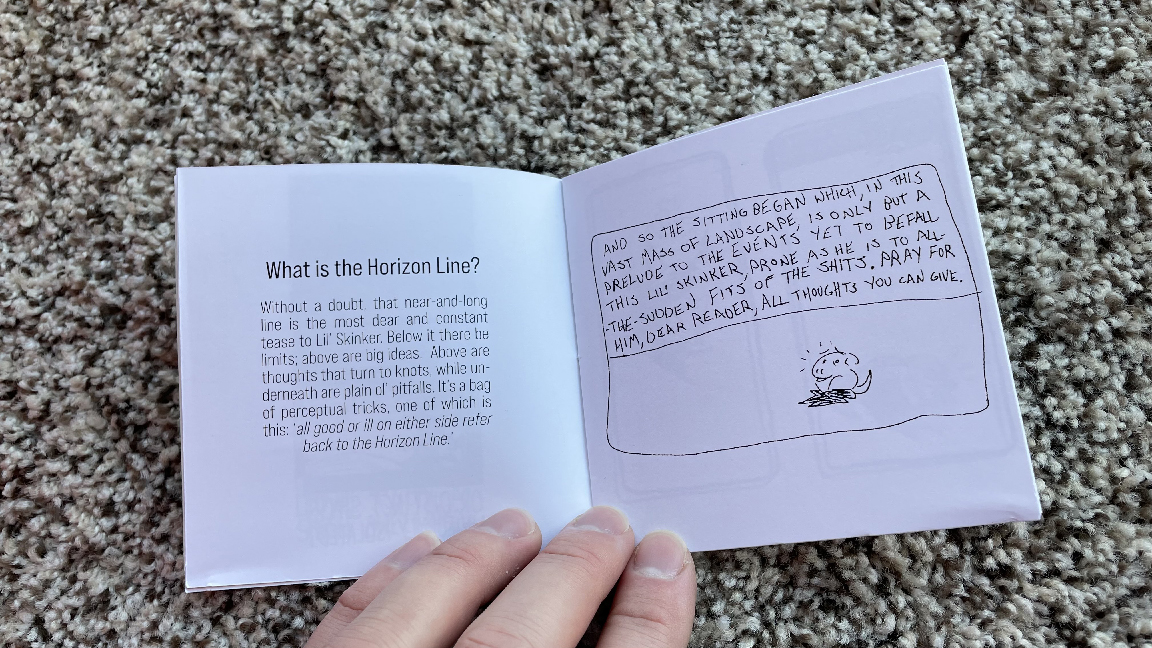 What is the Horizon Line?
Without a doubt, that near-and-long
line is the most dear and constant
tease to Lil' Skinker. Below it there be
limits; above are big ideas. Above are
thoughts that turn to knots, while un-
derneath are plain ol' pitfalls. It's a bag
of perceptual tricks, one of which is
this: 'all good or ill on either side refer
back to the Horizon Line.'
AND SO THE SITTING BEGAN WHICH, IN THIS
VAST MASS OF LANDSCAPE, IS ONLY BUT A
PRELUDE TO THE EVENTS YET TO BEFALL
THIS LIL' SKINKER, PRONE AS HE IS TO ALL-
-THE-SUDDEN FITS OF THE SHITS. PRAY FOR
HIM, DEAR READER, ALL THOUGHTS YOU CAN GIVE.